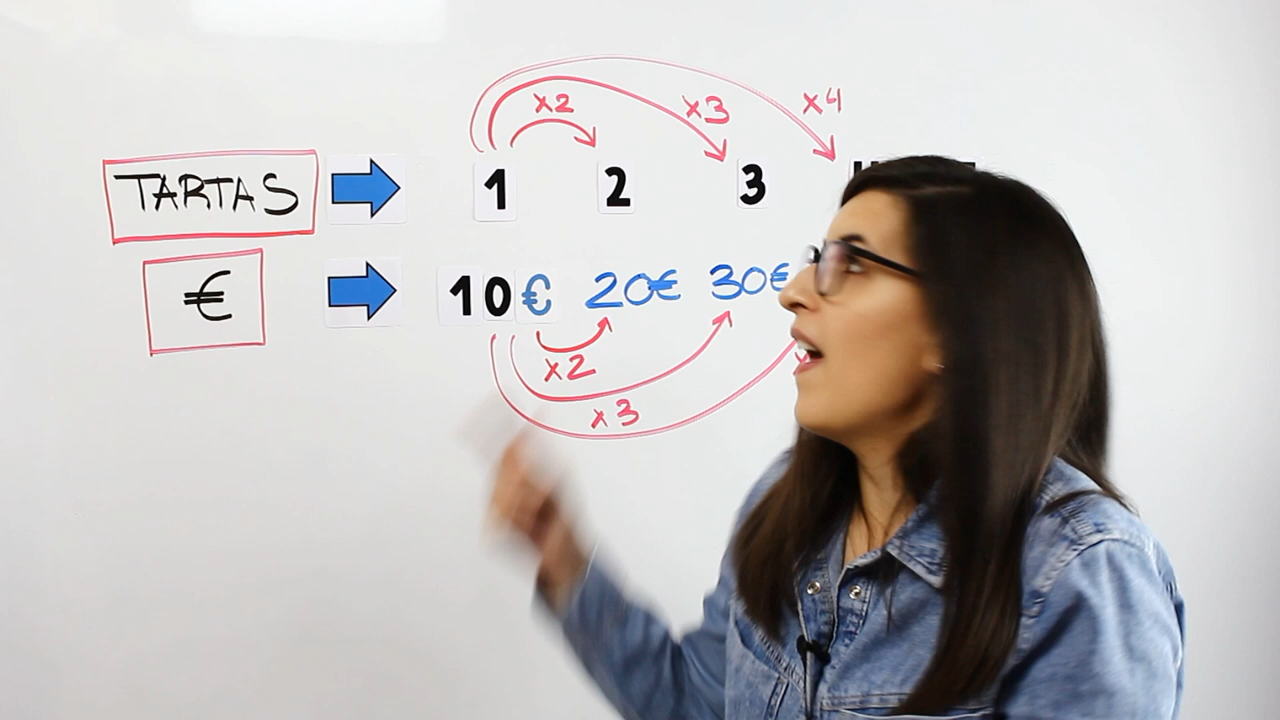 x2 x3 x4
TARTAS 1 2 3
€ 10€ 20€ 30€
x2
x3